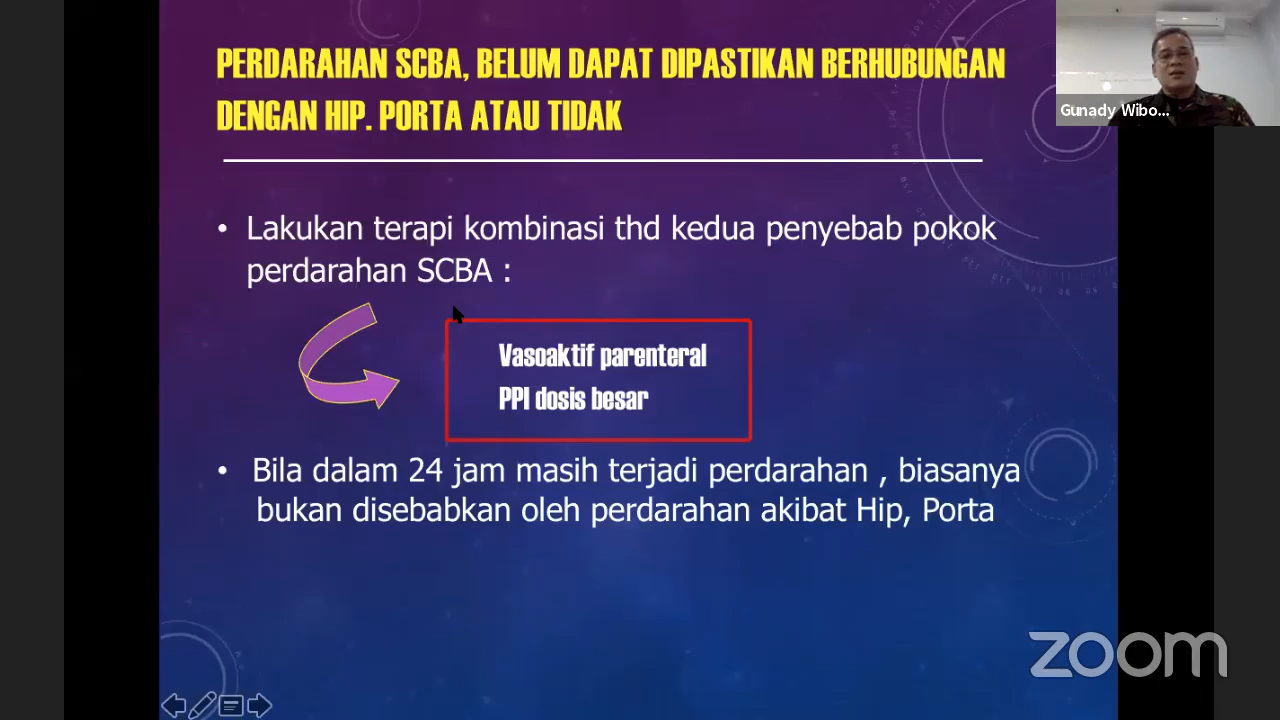 PERDARAHAN SCBA, BELUM DAPAT DIPASTIKAN BERHUBUNGAN
DENGAN HIP. PORTA ATAU TIDAK
Gunady Wibo...
• Lakukan terapi kombinasi thd kedua penyebab pokok
perdarahan SCBA :
Vasoaktif parenteral
PPI dosis besar
• Bila dalam 24 jam masih terjadi perdarahan , biasanya
bukan disebabkan oleh perdarahan akibat Hip, Porta
zoom